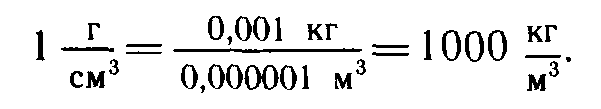 1 г/см³ = 0,001 кг/0,000001 м³ = 1000 кг/м³.